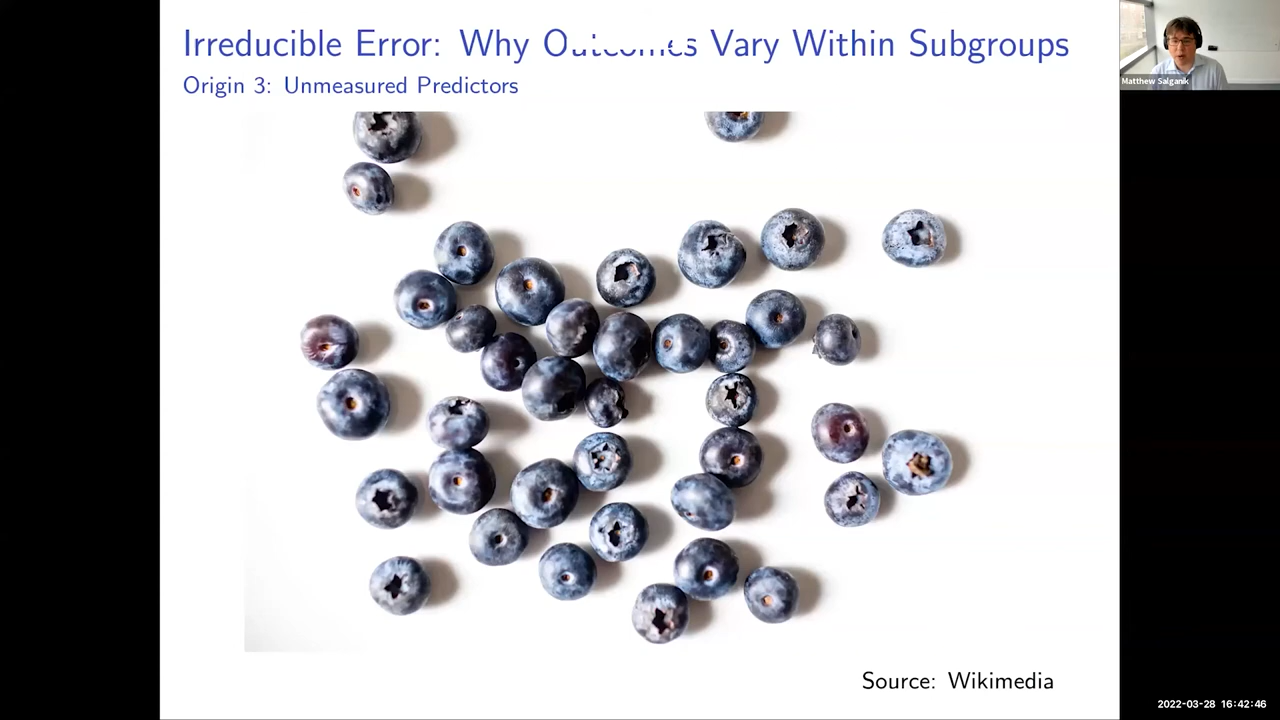 Irreducible Error: Why Outcomes Vary Within Subgroups
Origin 3: Unmeasured Predictors
Matthew Salganik
Source: Wikimedia
2022-03-28 16:42:46